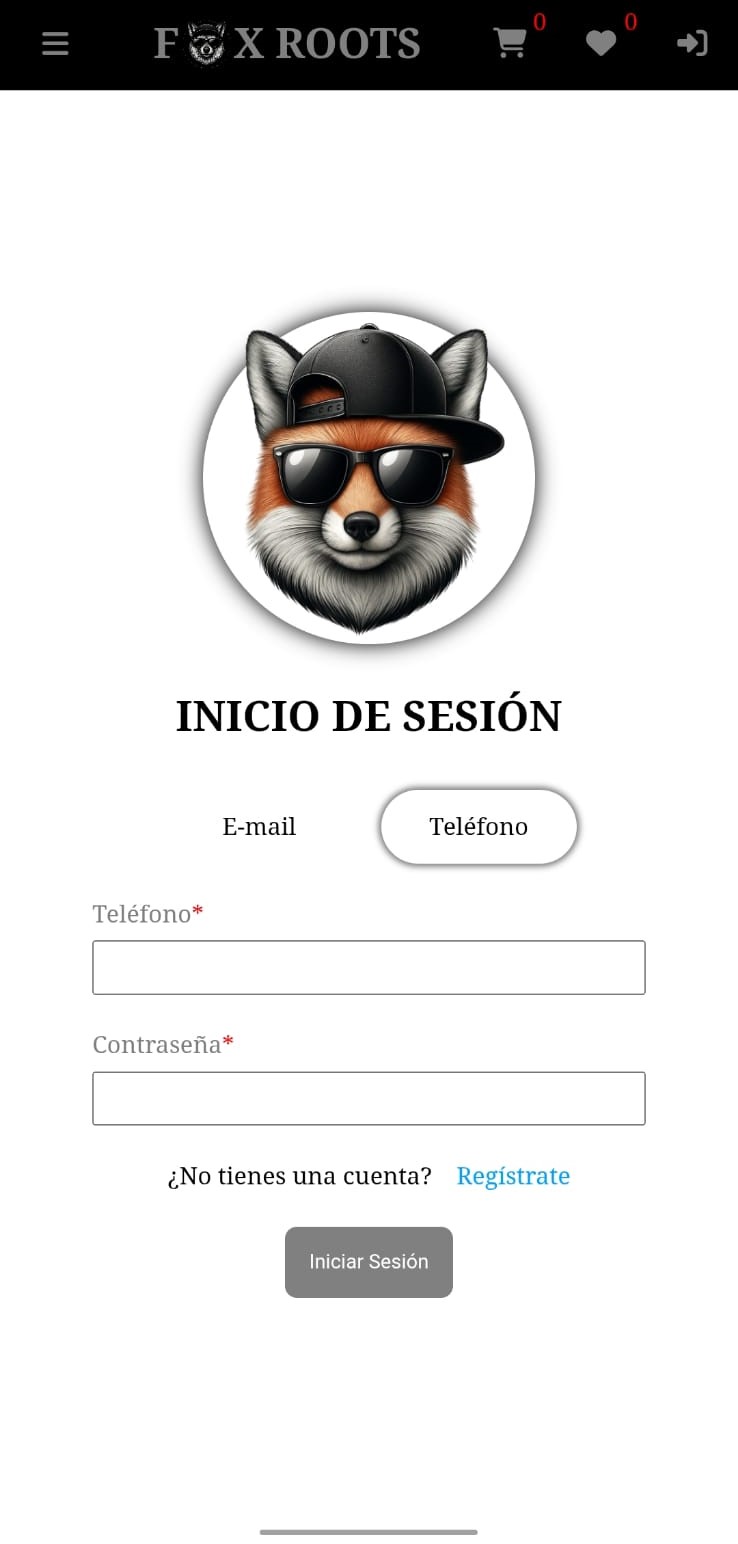 F X ROOTS
0
0
INICIO DE SESIÓN
E-mail
Teléfono
Teléfono*
Contraseña*
¿No tienes una cuenta? Regístrate
Iniciar Sesión